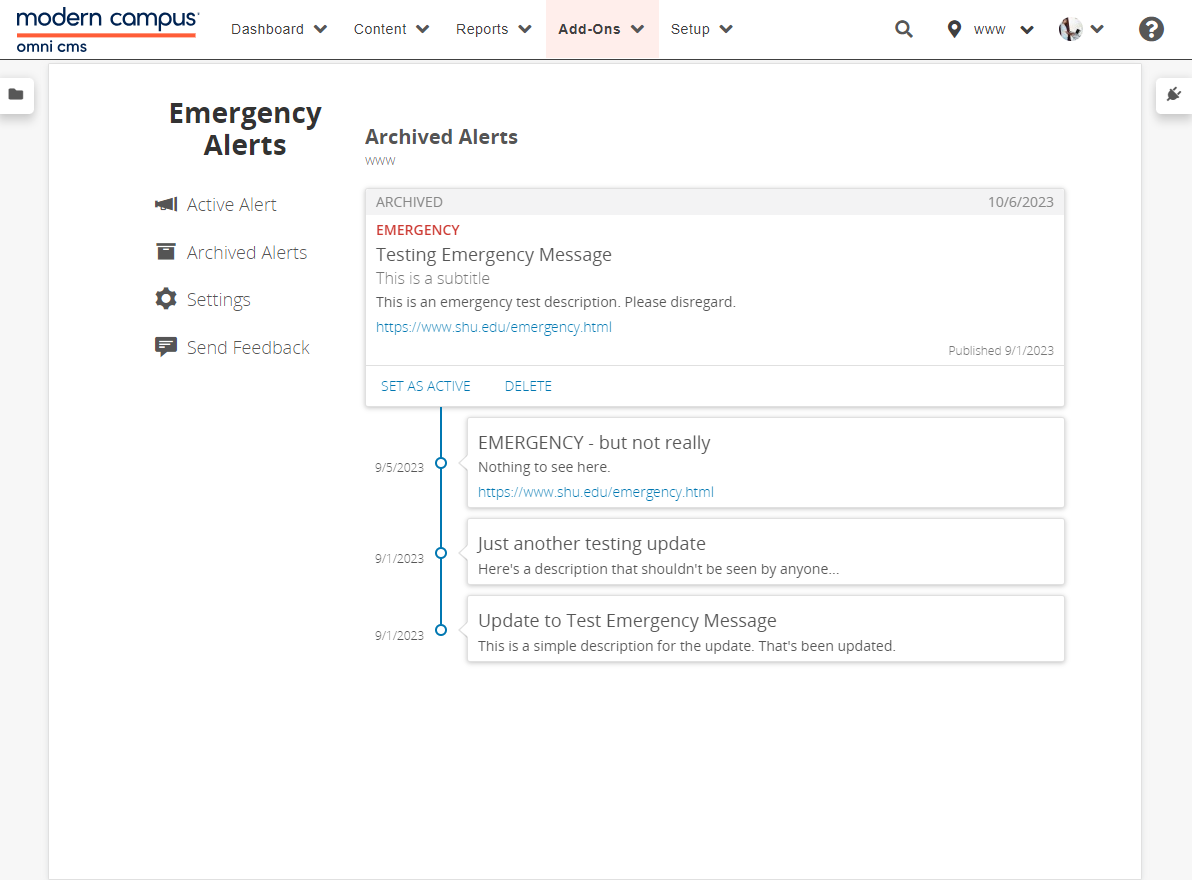 modern campus
omni cms
Dashboard
Content
Reports
Add-Ons
Setup
www
Emergency
Alerts
Active Alert
Archived Alerts
Settings
Send Feedback
Archived Alerts
www
ARCHIVED 10/6/2023
EMERGENCY
Testing Emergency Message
This is a subtitle
This is an emergency test description. Please disregard.
https://www.shu.edu/emergency.html
Published 9/1/2023
SET AS ACTIVE DELETE
9/5/2023
EMERGENCY - but not really
Nothing to see here.
https://www.shu.edu/emergency.html
9/1/2023
Just another testing update
Here's a description that shouldn't be seen by anyone...
9/1/2023
Update to Test Emergency Message
This is a simple description for the update. That's been updated.